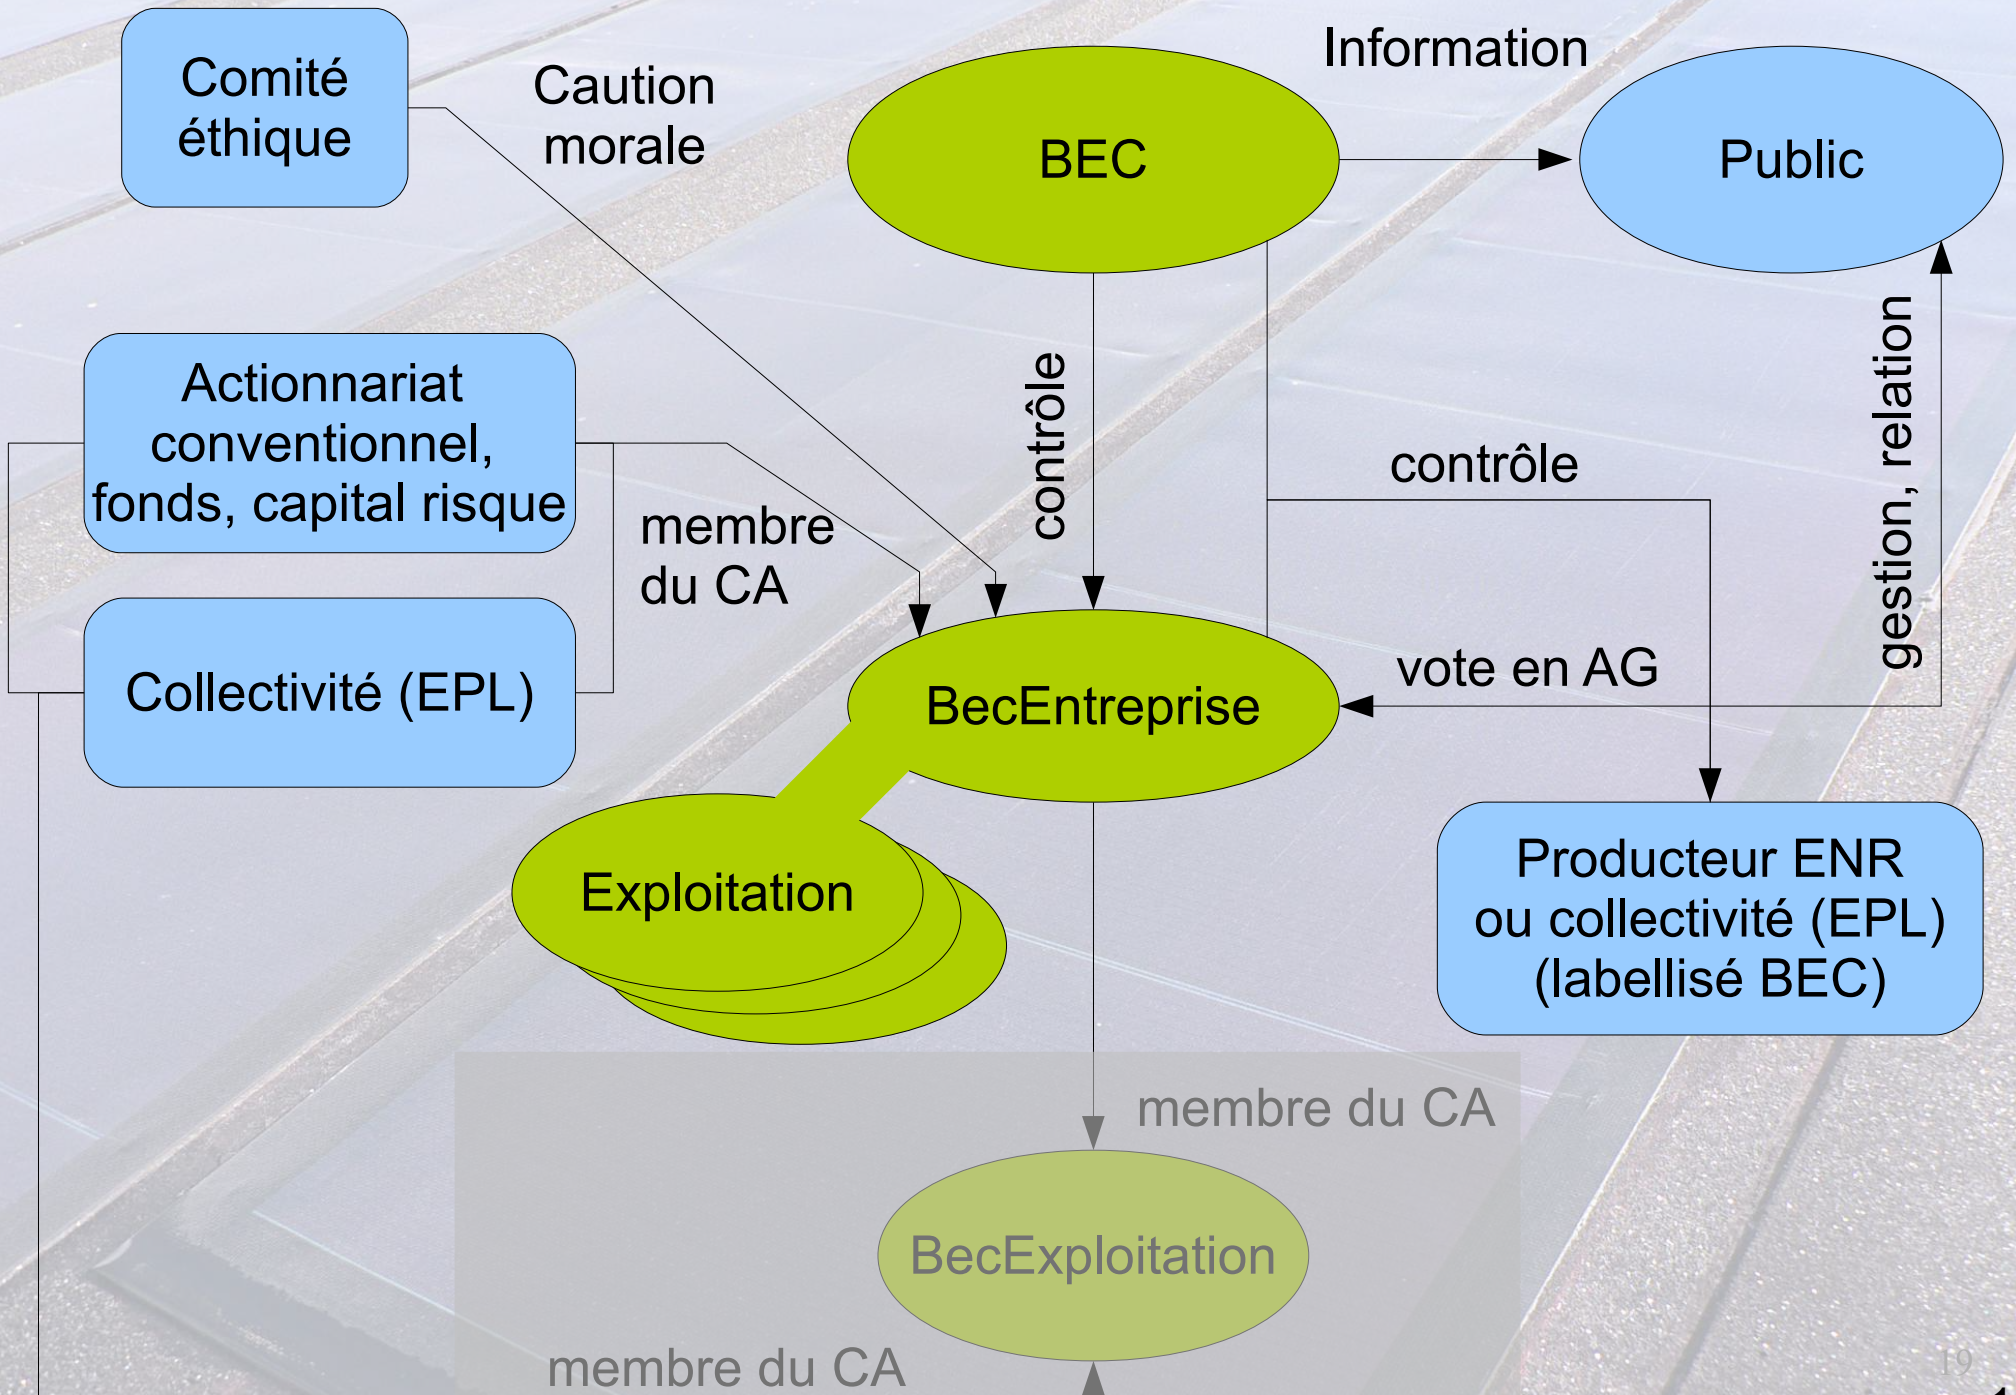 Comité
éthique
Caution
morale
BEC
Information
Public
Actionnariat
conventionnel,
fonds, capital risque
membre
du CA
contrôle
contrôle
gestion, relation
Collectivité (EPL)
BecEntreprise
vote en AG
Exploitation
Producteur ENR
ou collectivité (EPL)
(labellisé BEC)
membre du CA
BecExploitation
membre du CA
19